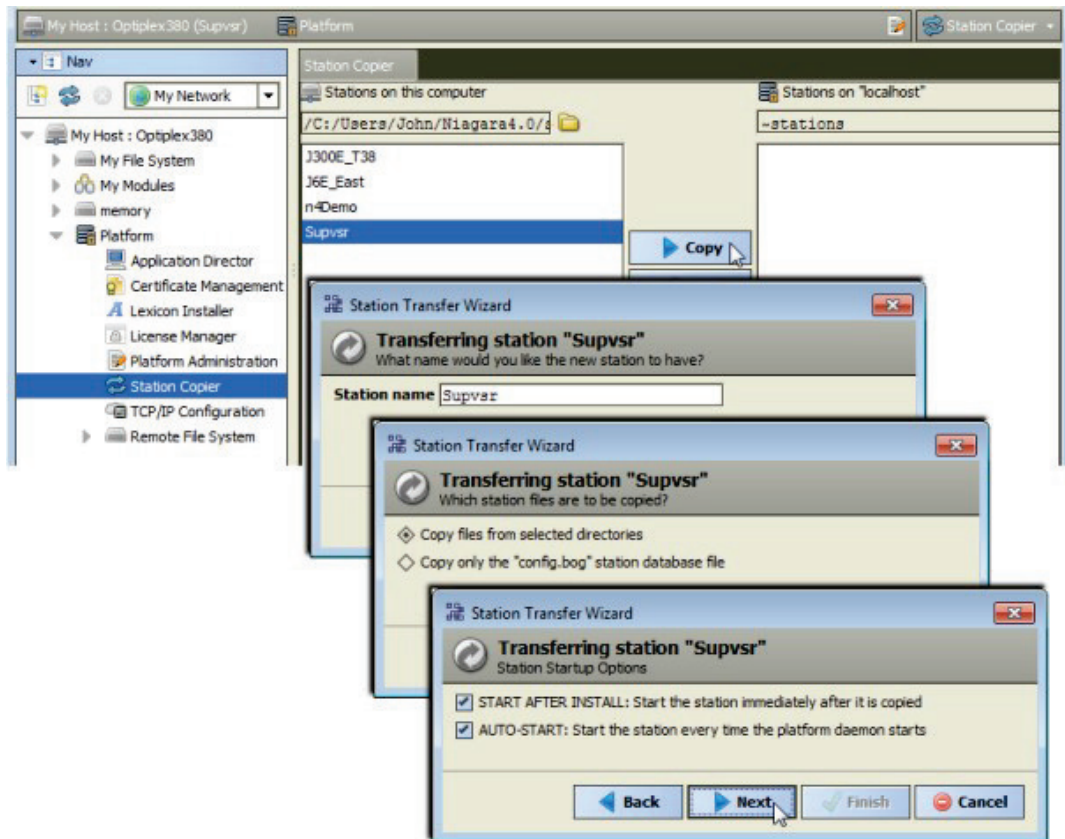 My Host : Optiplex380 (Supvsr)
Platform
Station Copier
Nav
My Network
My Host : Optiplex380
My File System
My Modules
memory
Platform
Application Director
Certificate Management
Lexicon Installer
License Manager
Platform Administration
Station Copier
TCP/IP Configuration
Remote File System
Station Copier
Stations on this computer
/C:/Users/John/Niagara4.0/s
J300E_T38
J6E_East
n4Demo
Supvsr
Copy
Stations on "localhost"
~stations
Station Transfer Wizard
Transferring station "Supvsr"
What name would you like the new station to have?
Station name Supvsr
Station Transfer Wizard
Transferring station "Supvsr"
Which station files are to be copied?
Copy files from selected directories
Copy only the "config.bog" station database file
Station Transfer Wizard
Transferring station "Supvsr"
Station Startup Options
START AFTER INSTALL: Start the station immediately after it is copied
AUTO-START: Start the station every time the platform daemon starts
Back
Next
Finish
Cancel